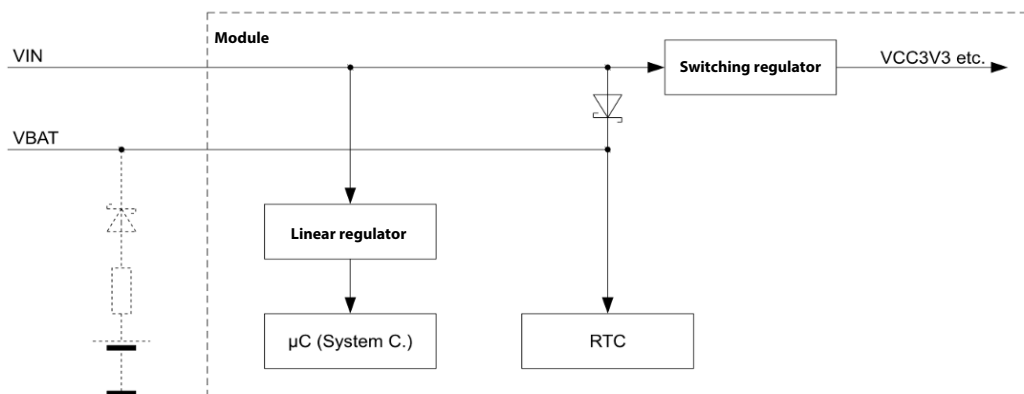 Module
VIN
Switching regulator
VCC3V3 etc.
VBAT
Linear regulator
µC (System C.)
RTC